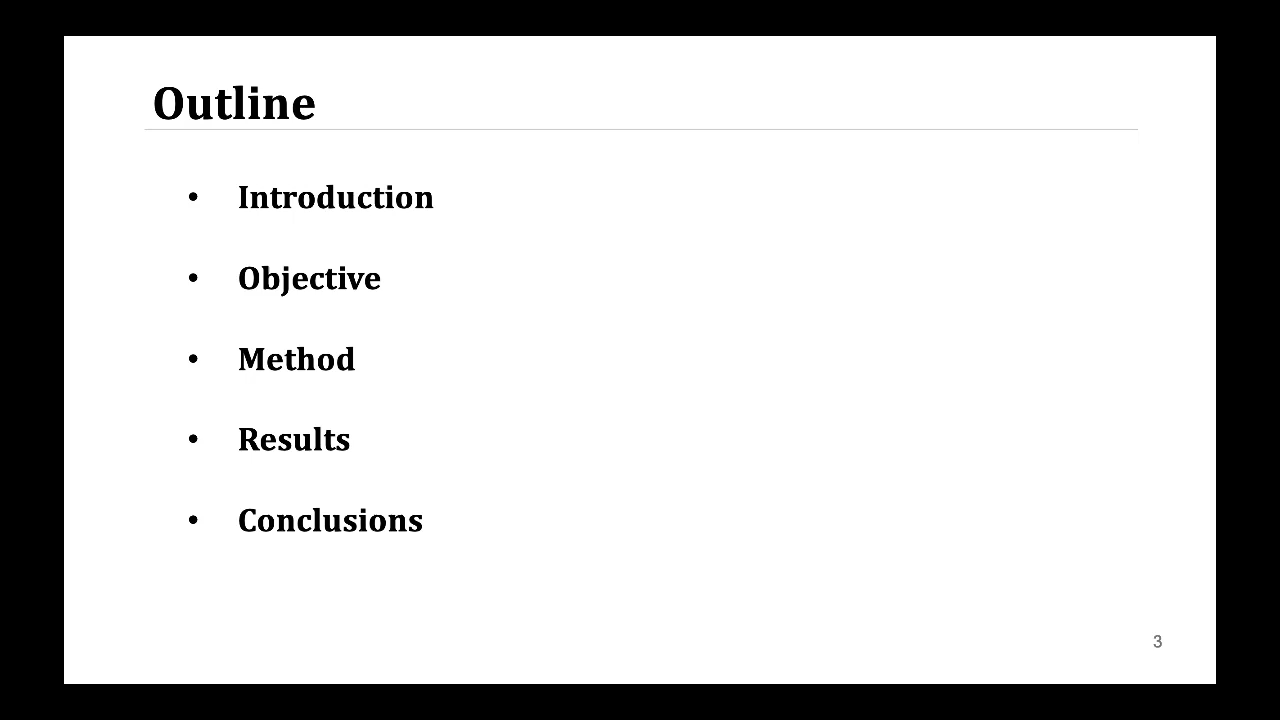 Outline
• Introduction
• Objective
• Method
• Results
• Conclusions
3